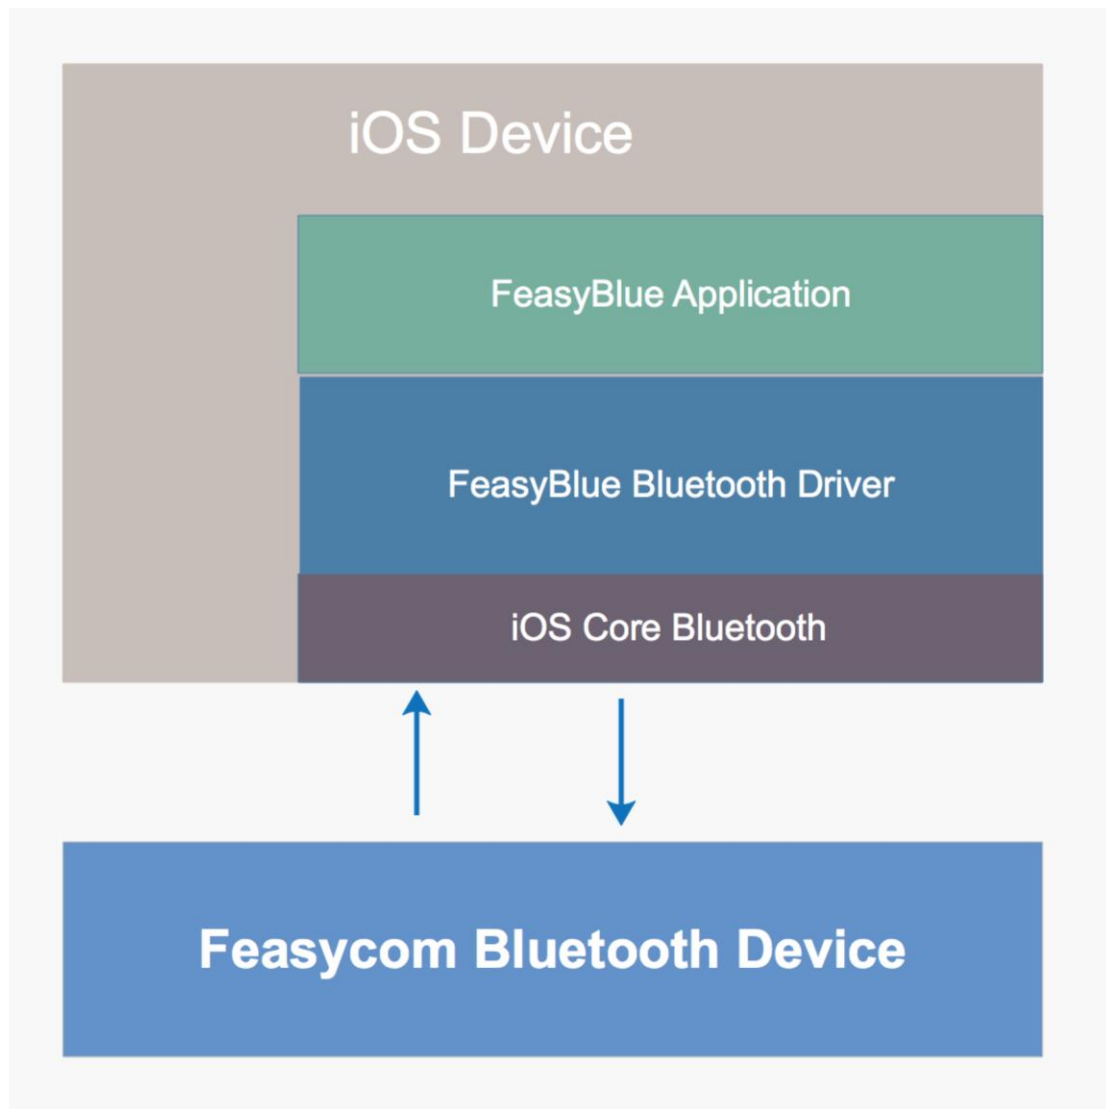 iOS Device
FeasyBlue Application
FeasyBlue Bluetooth Driver
iOS Core Bluetooth
Feasycom Bluetooth Device